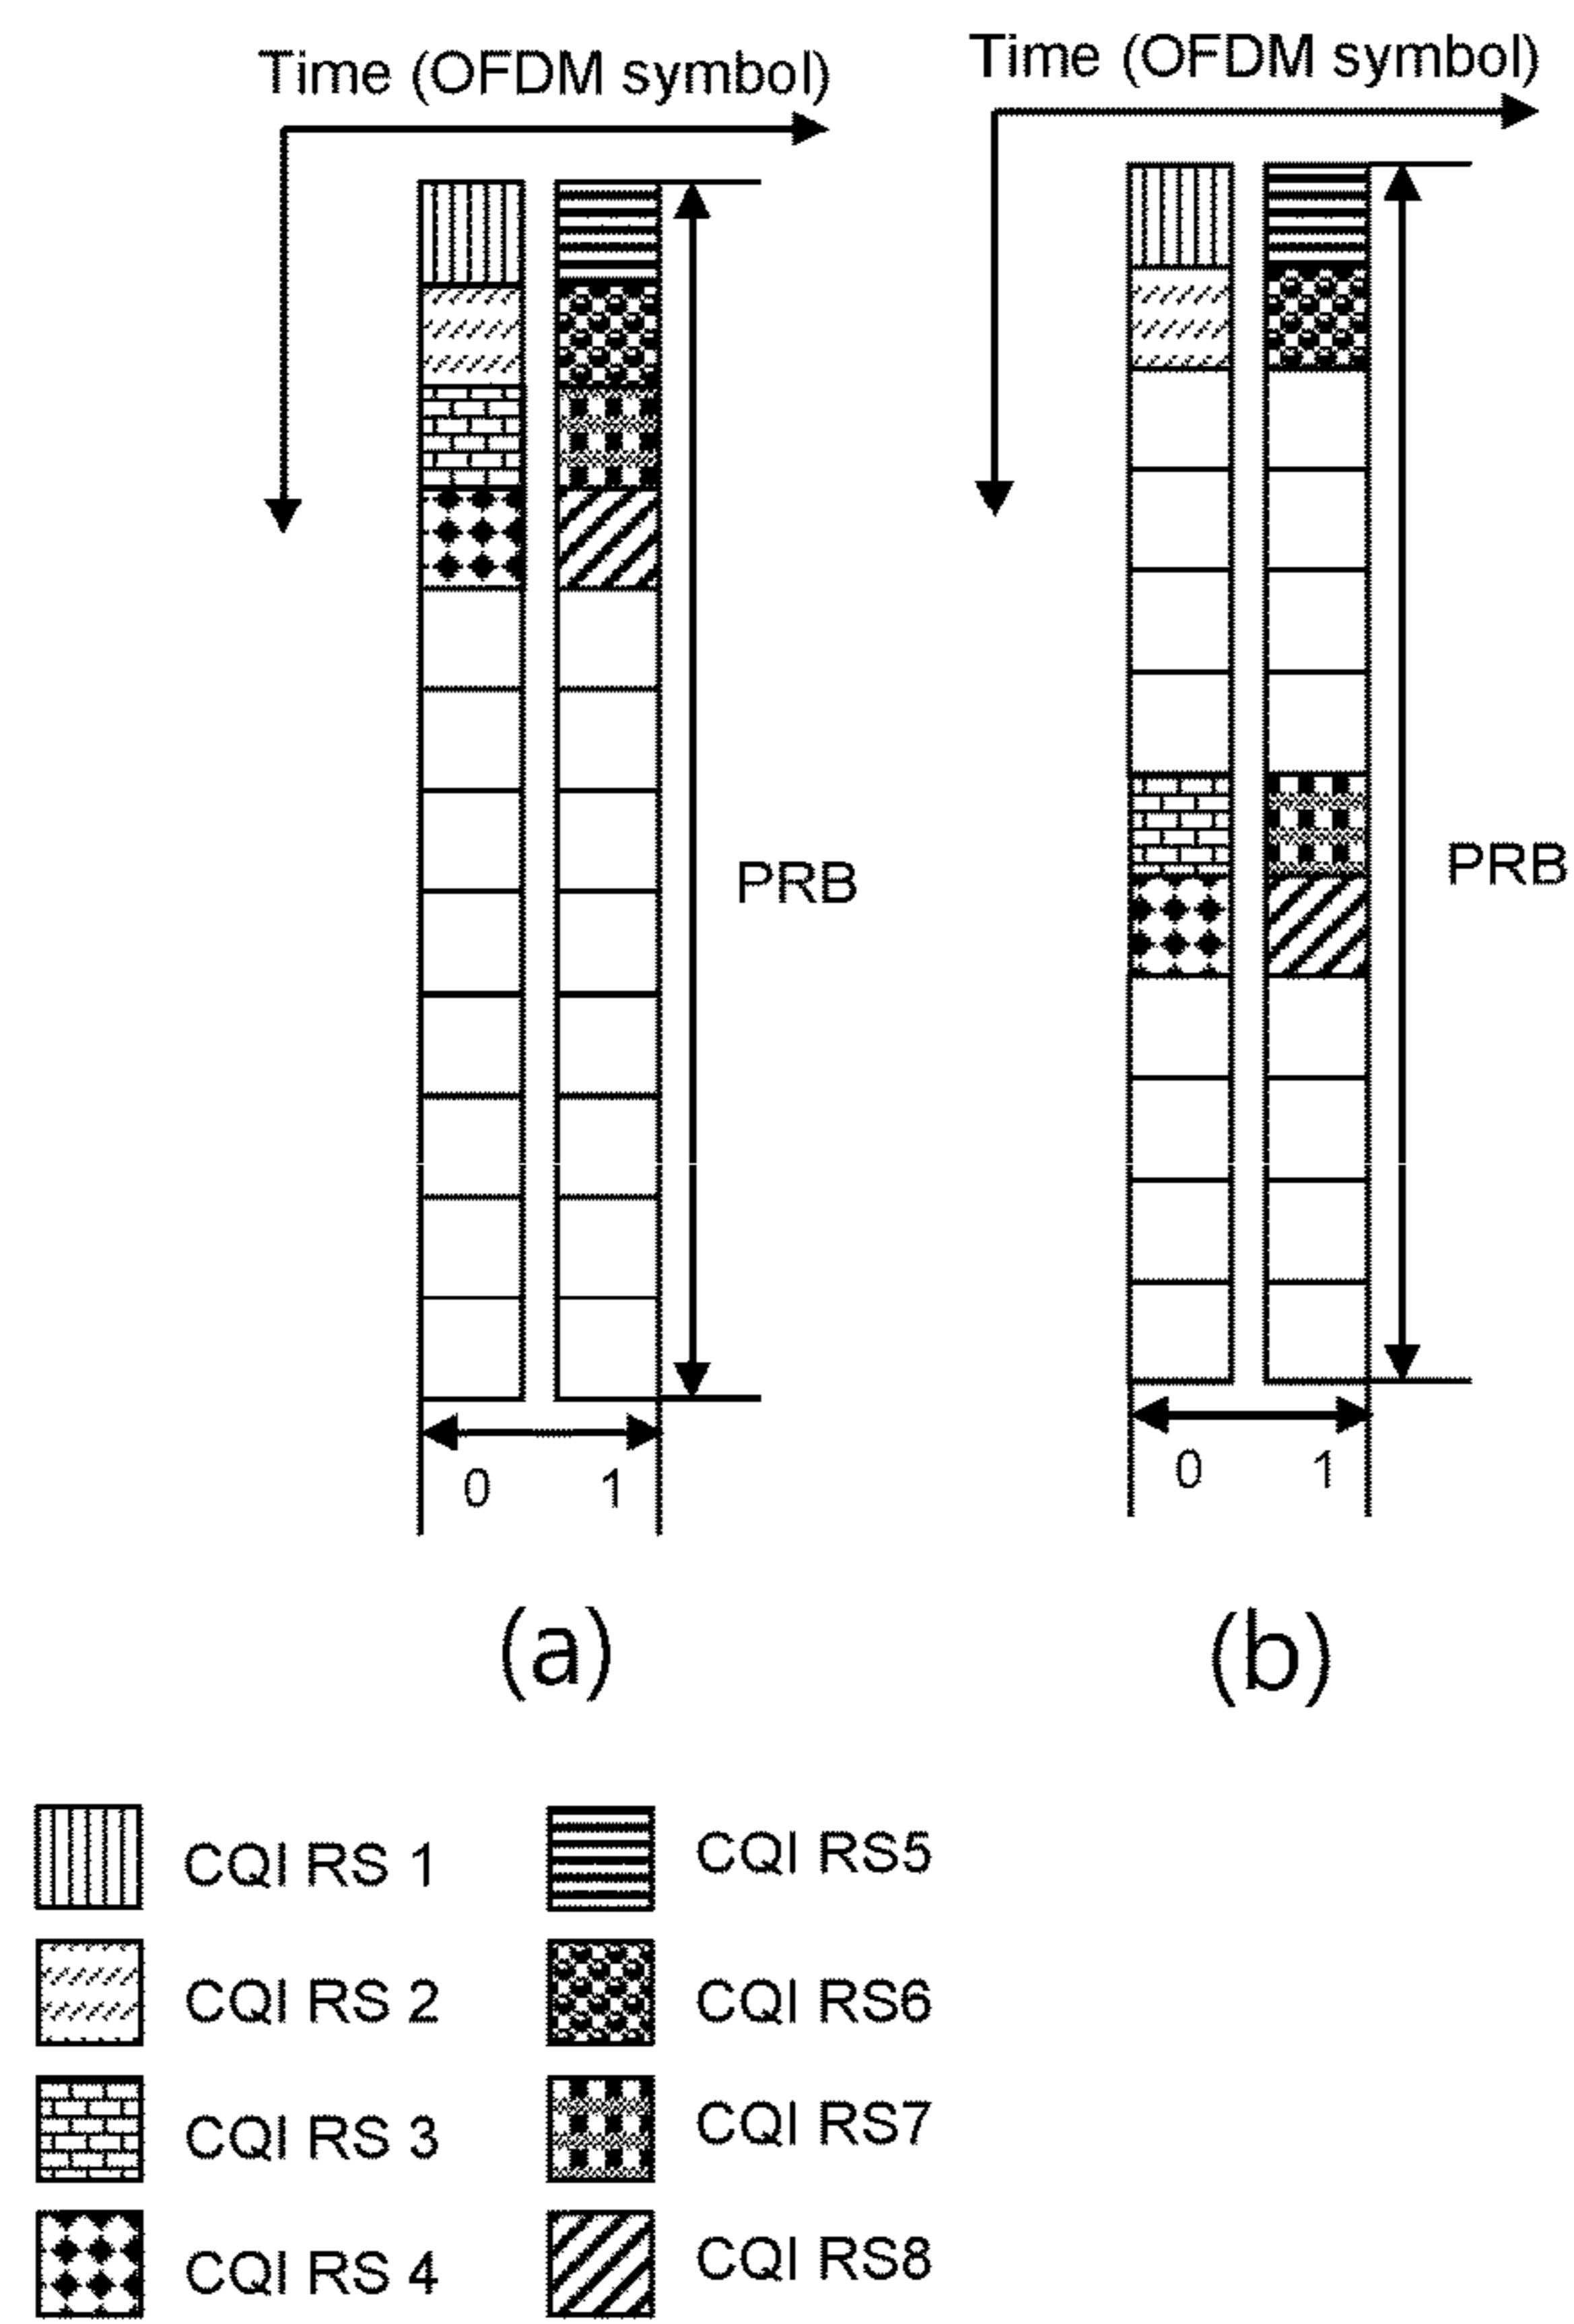 Time (OFDM symbol)
Time (OFDM symbol)
PRB
PRB
0 1
0 1
(a)
(b)
CQI RS 1
CQI RS5
CQI RS 2
CQI RS6
CQI RS 3
CQI RS7
CQI RS 4
CQI RS8